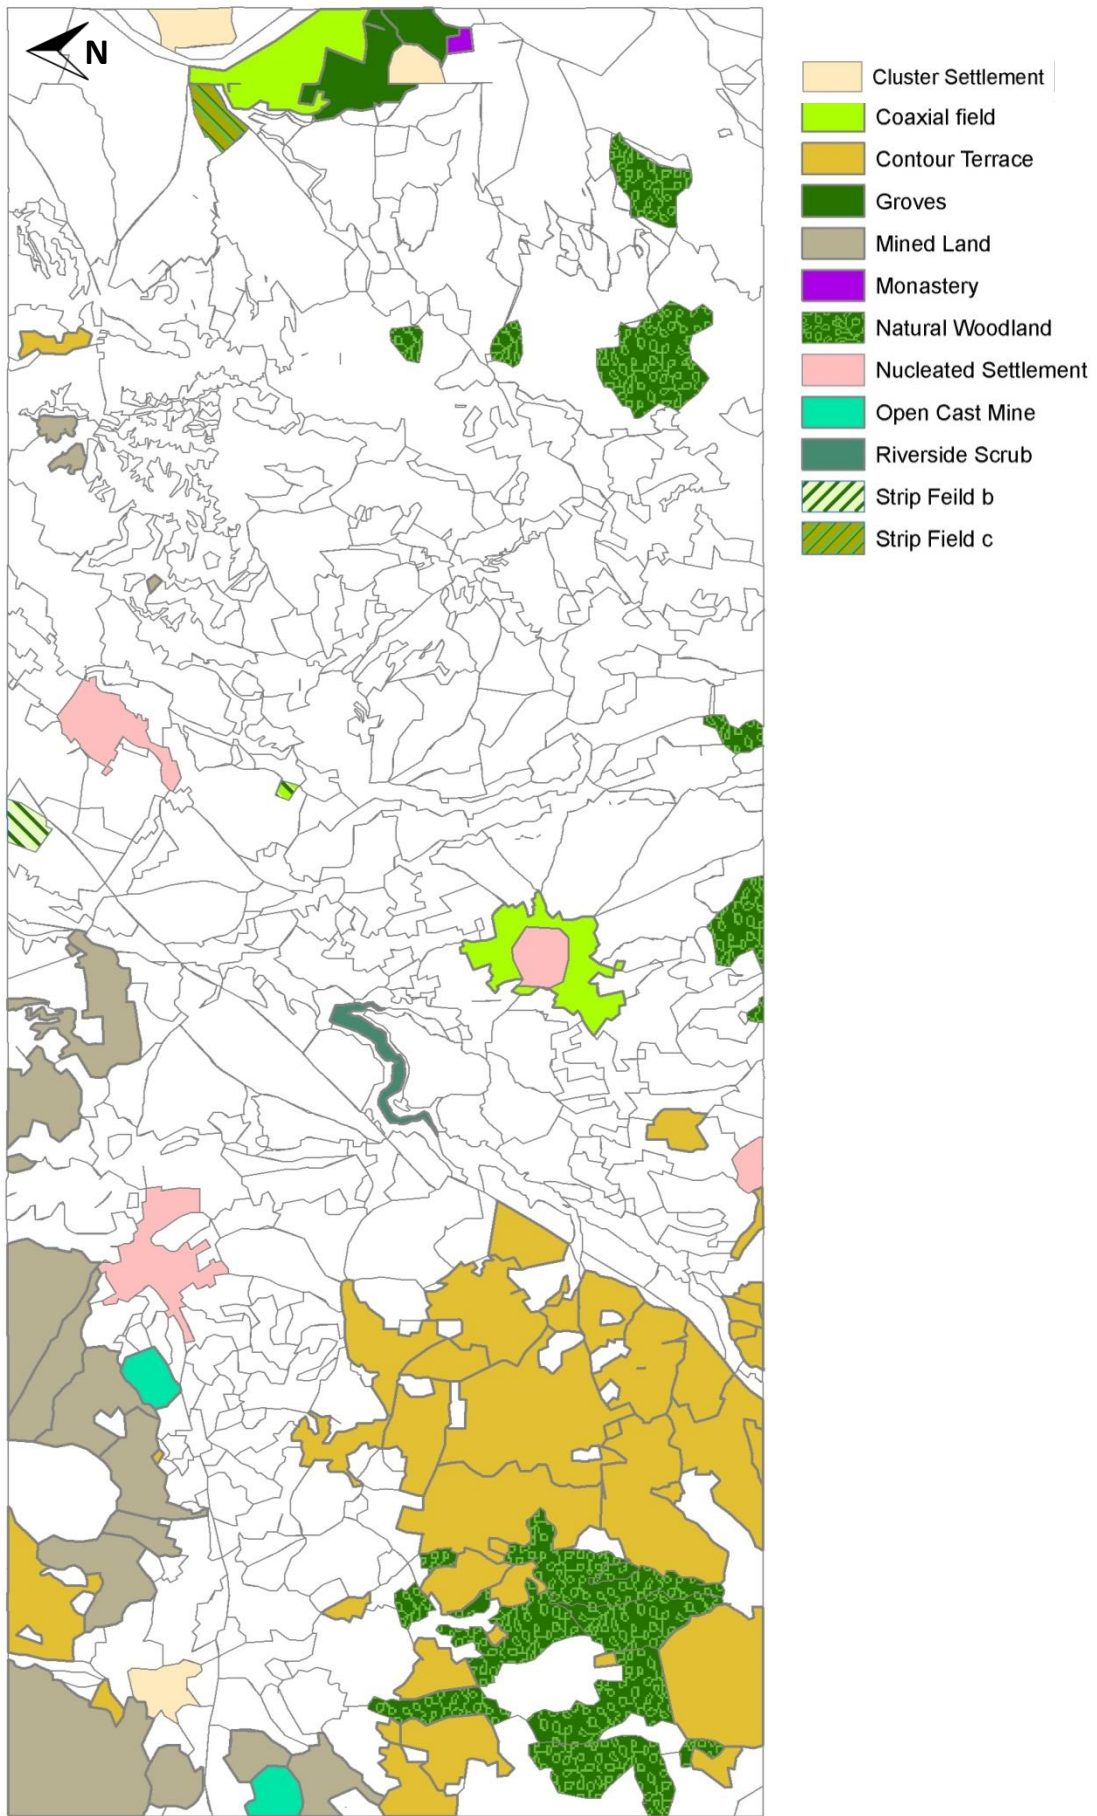 N
Cluster Settlement
Coaxial field
Contour Terrace
Groves
Mined Land
Monastery
Natural Woodland
Nucleated Settlement
Open Cast Mine
Riverside Scrub
Strip Feild b
Strip Field c